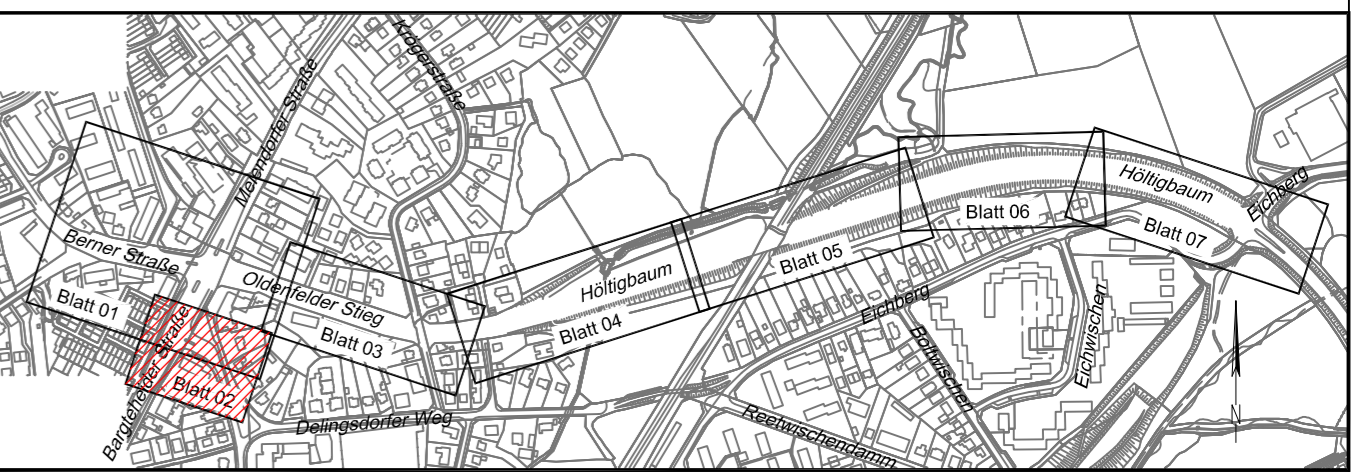 Krögerstraße
Meiendorfer Straße
Berner Straße
Blatt 01
Oldenfelder Stieg
Blatt 03
Bargteheider Straße
Blatt 02
Delingsdorfer Weg
Höltigbaum
Blatt 04
Blatt 05
Blatt 06
Höltigbaum
Eichberg
Blatt 07
Eichberg
Boltwischen
Eichwischen
Reetwischendamm
N